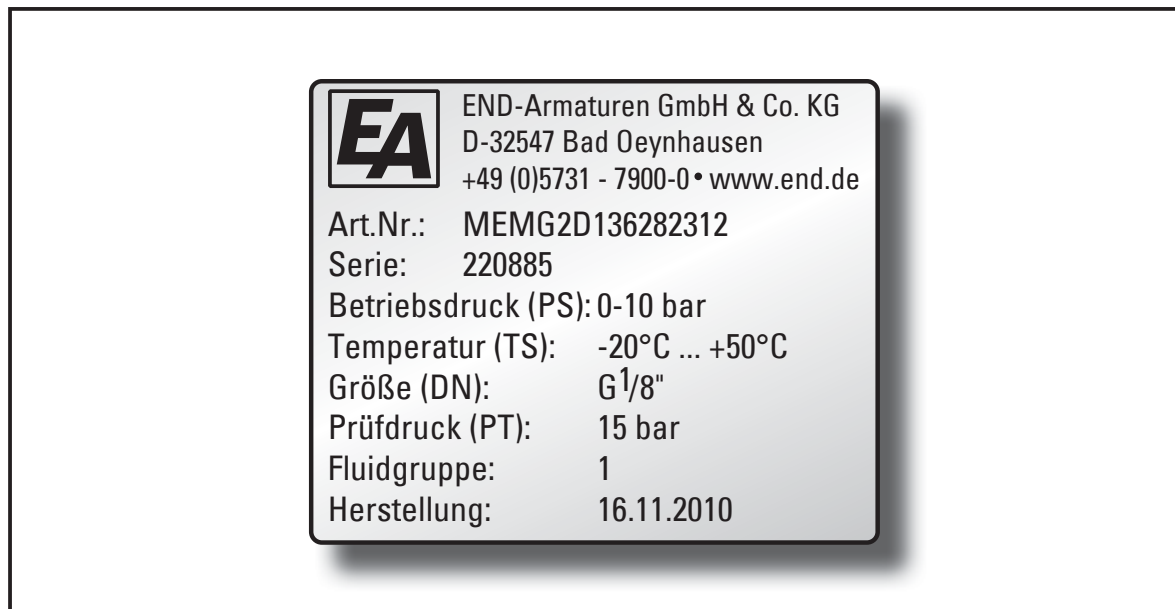 EA
END-Armaturen GmbH & Co. KG
D-32547 Bad Oeynhausen
+49 (0)5731 - 7900-0 • www.end.de
Art.Nr.: MEMG2D136282312
Serie: 220885
Betriebsdruck (PS): 0-10 bar
Temperatur (TS): -20°C ... +50°C
Größe (DN): G1/8"
Prüfdruck (PT): 15 bar
Fluidgruppe: 1
Herstellung: 16.11.2010